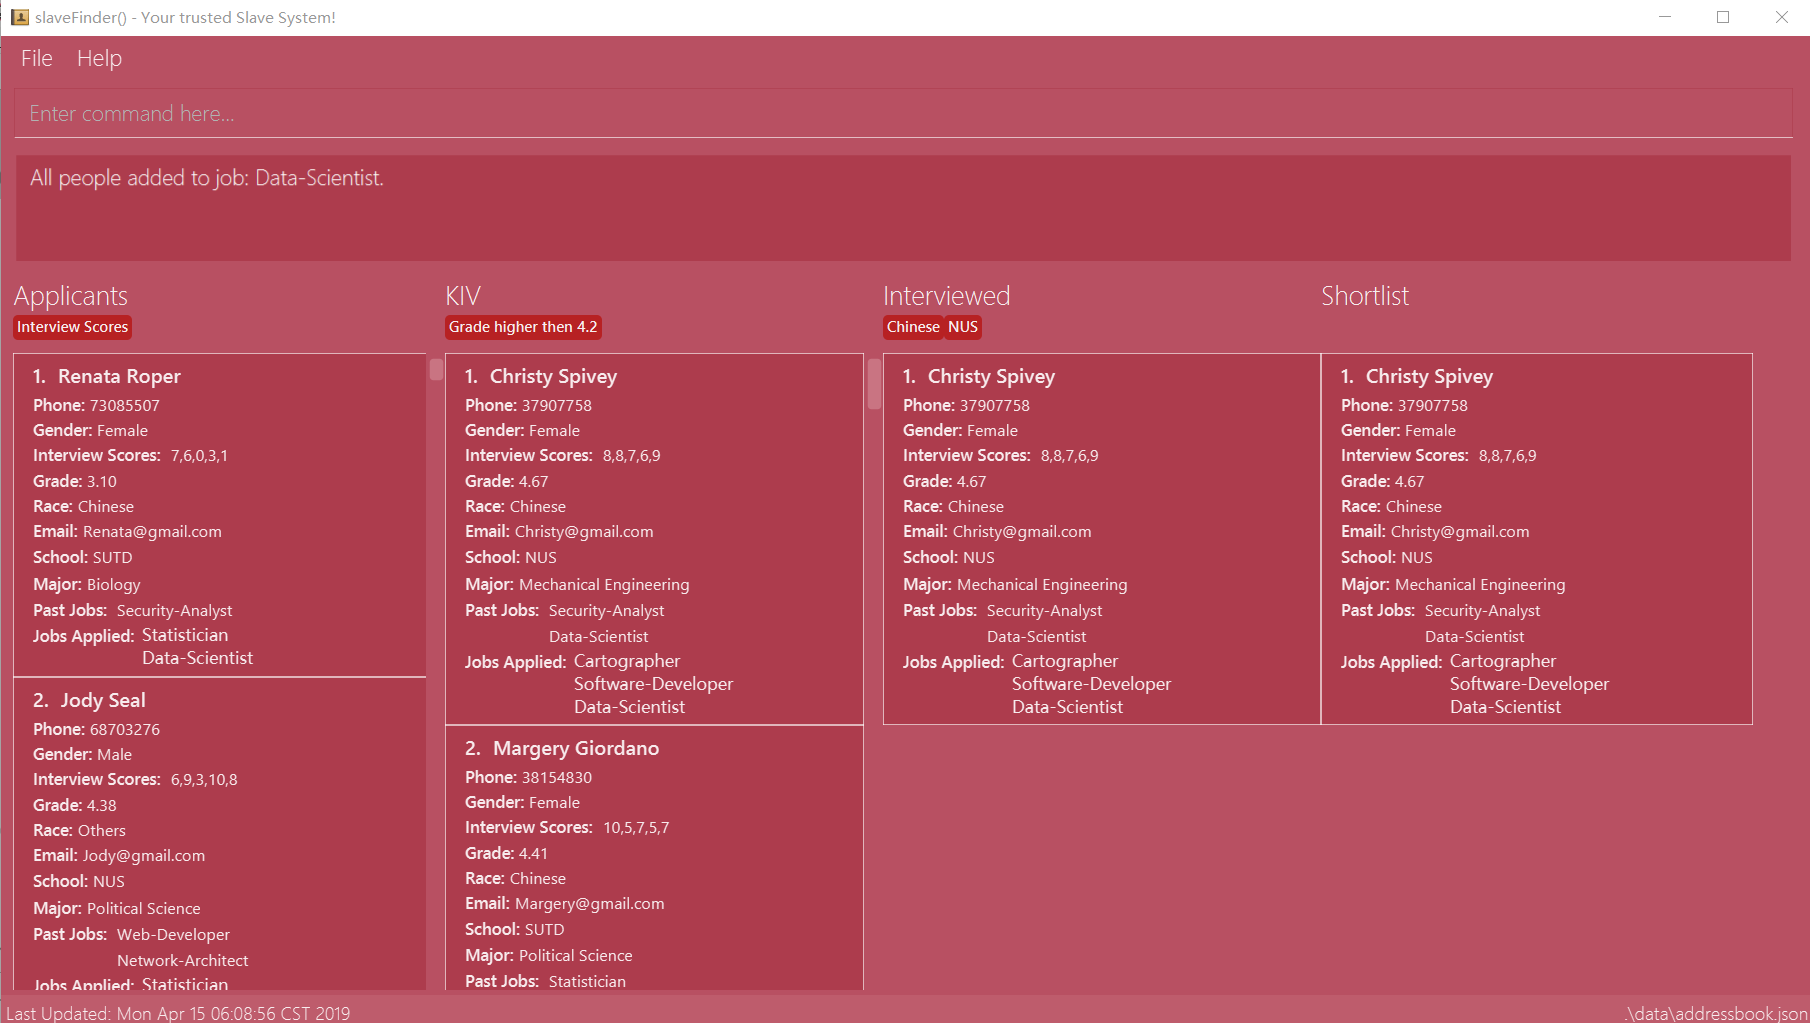 slaveFinder() - Your trusted Slave System!
File Help
Enter command here...
All people added to job: Data-Scientist.
Applicants
Interview Scores
1. Renata Roper
Phone: 73085507
Gender: Female
Interview Scores: 7,6,0,3,1
Grade: 3.10
Race: Chinese
Email: Renata@gmail.com
School: SUTD
Major: Biology
Past Jobs: Security-Analyst
Jobs Applied: Statistician
Data-Scientist
2. Jody Seal
Phone: 68703276
Gender: Male
Interview Scores: 6,9,3,10,8
Grade: 4.38
Race: Others
Email: Jody@gmail.com
School: NUS
Major: Political Science
Past Jobs: Web-Developer
Network-Architect
Jobs Applied: Statistician
KIV
Grade higher then 4.2
1. Christy Spivey
Phone: 37907758
Gender: Female
Interview Scores: 8,8,7,6,9
Grade: 4.67
Race: Chinese
Email: Christy@gmail.com
School: NUS
Major: Mechanical Engineering
Past Jobs: Security-Analyst
Data-Scientist
Jobs Applied: Cartographer
Software-Developer
Data-Scientist
2. Margery Giordano
Phone: 38154830
Gender: Female
Interview Scores: 10,5,7,5,7
Grade: 4.41
Race: Chinese
Email: Margery@gmail.com
School: SUTD
Major: Political Science
Past Jobs: Statistician
Interviewed
Chinese NUS
1. Christy Spivey
Phone: 37907758
Gender: Female
Interview Scores: 8,8,7,6,9
Grade: 4.67
Race: Chinese
Email: Christy@gmail.com
School: NUS
Major: Mechanical Engineering
Past Jobs: Security-Analyst
Data-Scientist
Jobs Applied: Cartographer
Software-Developer
Data-Scientist
Shortlist
1. Christy Spivey
Phone: 37907758
Gender: Female
Interview Scores: 8,8,7,6,9
Grade: 4.67
Race: Chinese
Email: Christy@gmail.com
School: NUS
Major: Mechanical Engineering
Past Jobs: Security-Analyst
Data-Scientist
Jobs Applied: Cartographer
Software-Developer
Data-Scientist
Last Updated: Mon Apr 15 06:08:56 CST 2019
.\data\addressbook.json